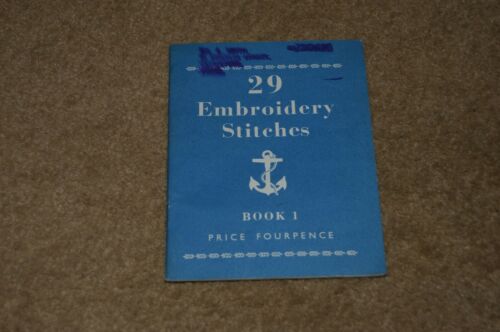 29
Embroidery
Stitches
BOOK 1
PRICE FOURPENCE